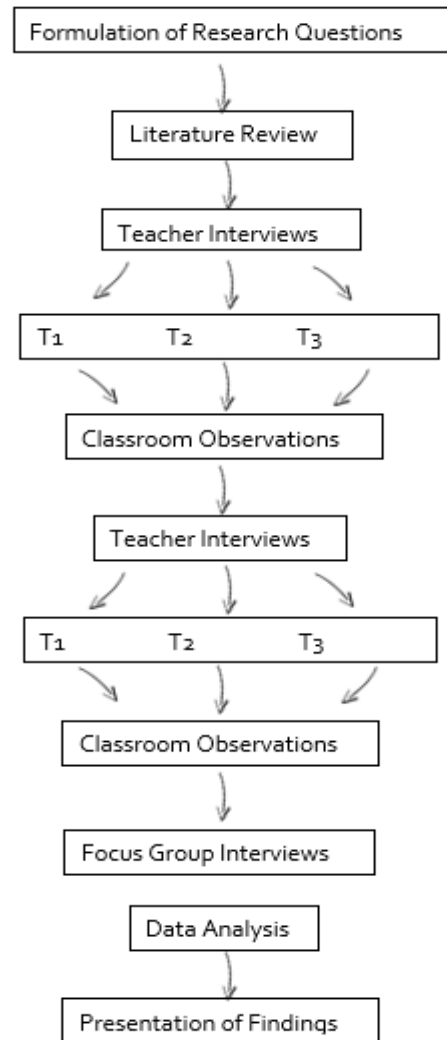 Formulation of Research Questions
Literature Review
Teacher Interviews
T1 T2 T3
Classroom Observations
Teacher Interviews
T1 T2 T3
Classroom Observations
Focus Group Interviews
Data Analysis
Presentation of Findings